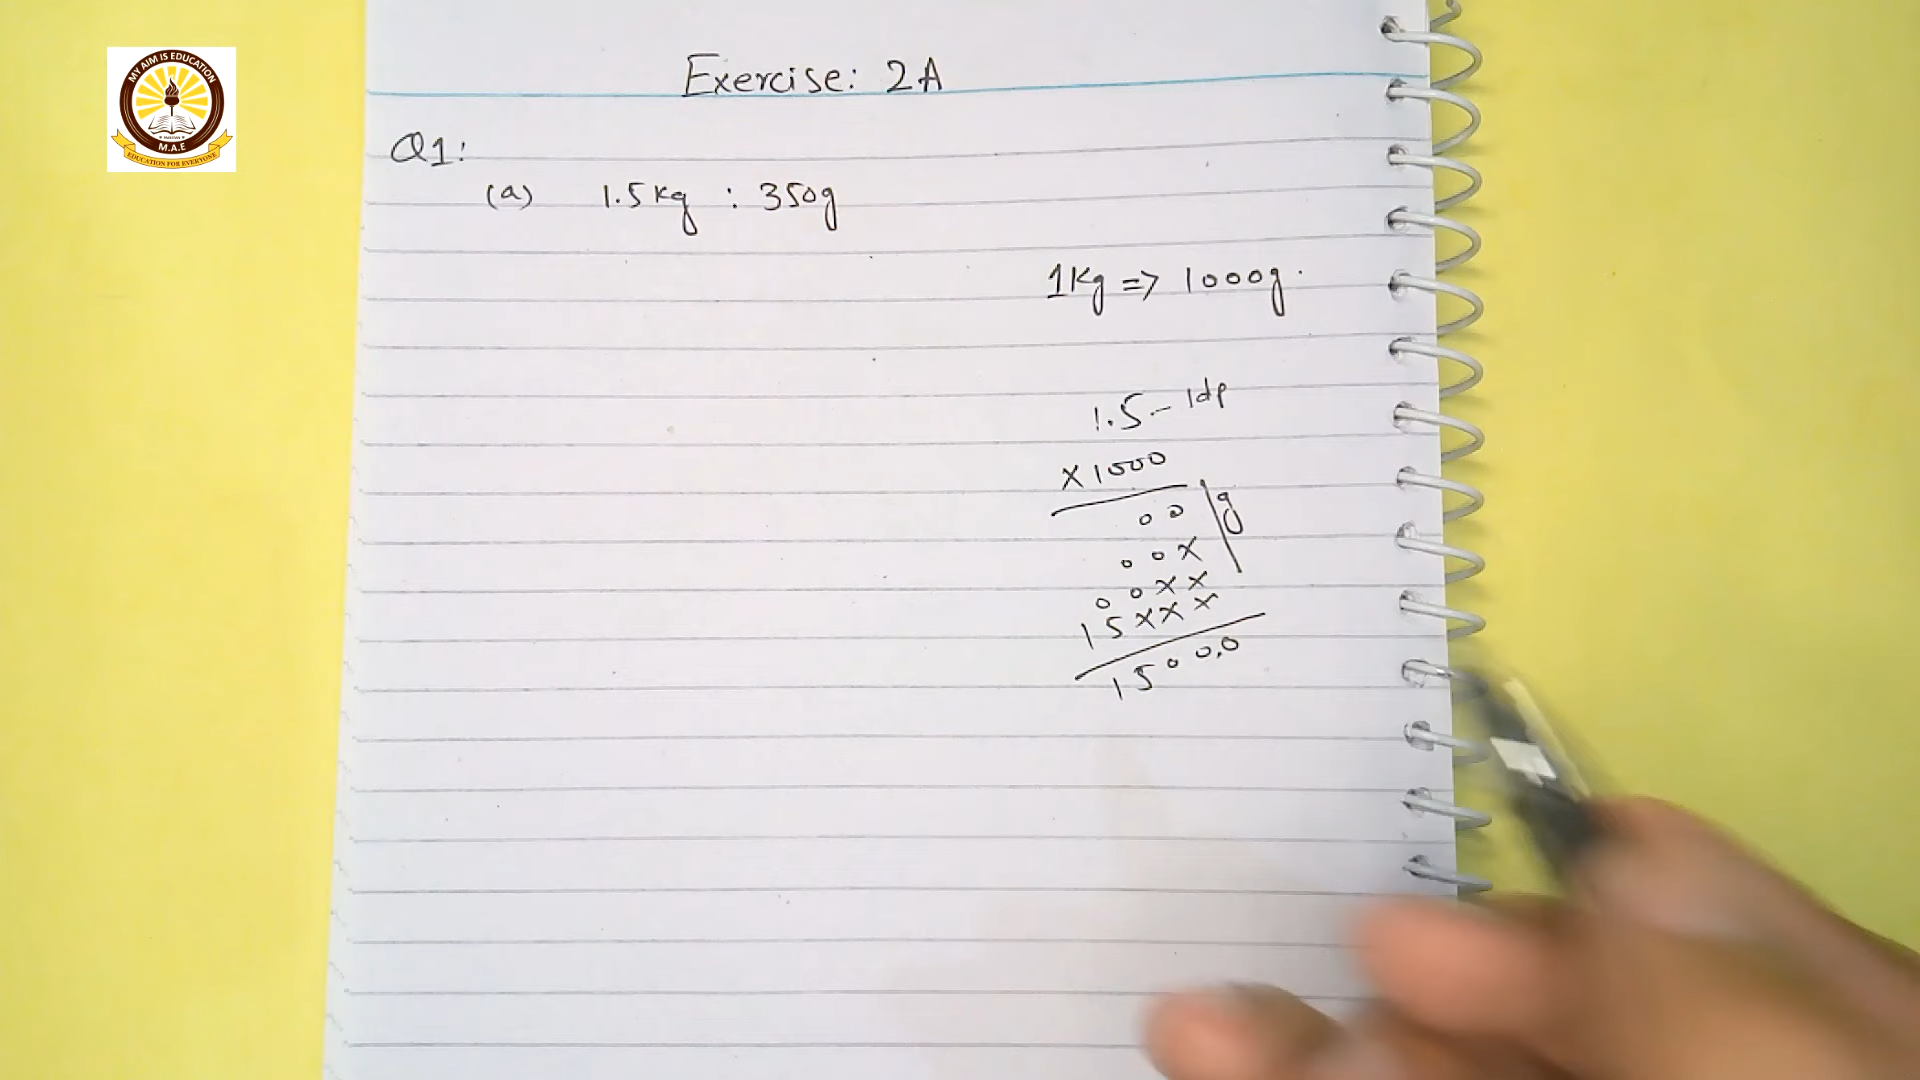 MY AIM IS EDUCATION
M.A.E
EDUCATION FOR EVERYONE
Exercise: 2A
Q1:
(a) 1.5kg : 350g
1Kg => 1000g.
1.5 - 1dp
x1000
00 g
00x
00xx
15xxx
1500.0